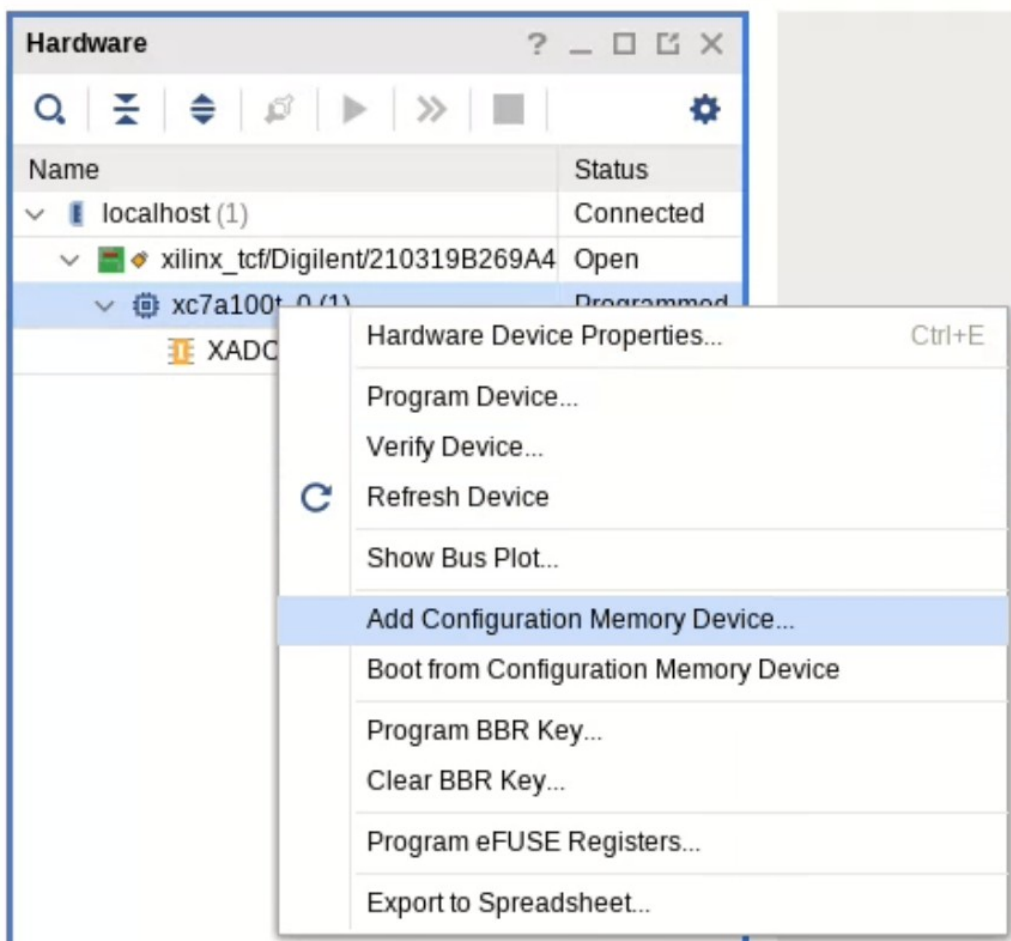 Hardware
Name Status
localhost (1) Connected
xilinx_tcf/Digilent/210319B269A4 Open
xc7a100t_0 (1) Programmed
XADC
Hardware Device Properties... Ctrl+E
Program Device...
Verify Device...
Refresh Device
Show Bus Plot...
Add Configuration Memory Device...
Boot from Configuration Memory Device
Program BBR Key...
Clear BBR Key...
Program eFUSE Registers...
Export to Spreadsheet...